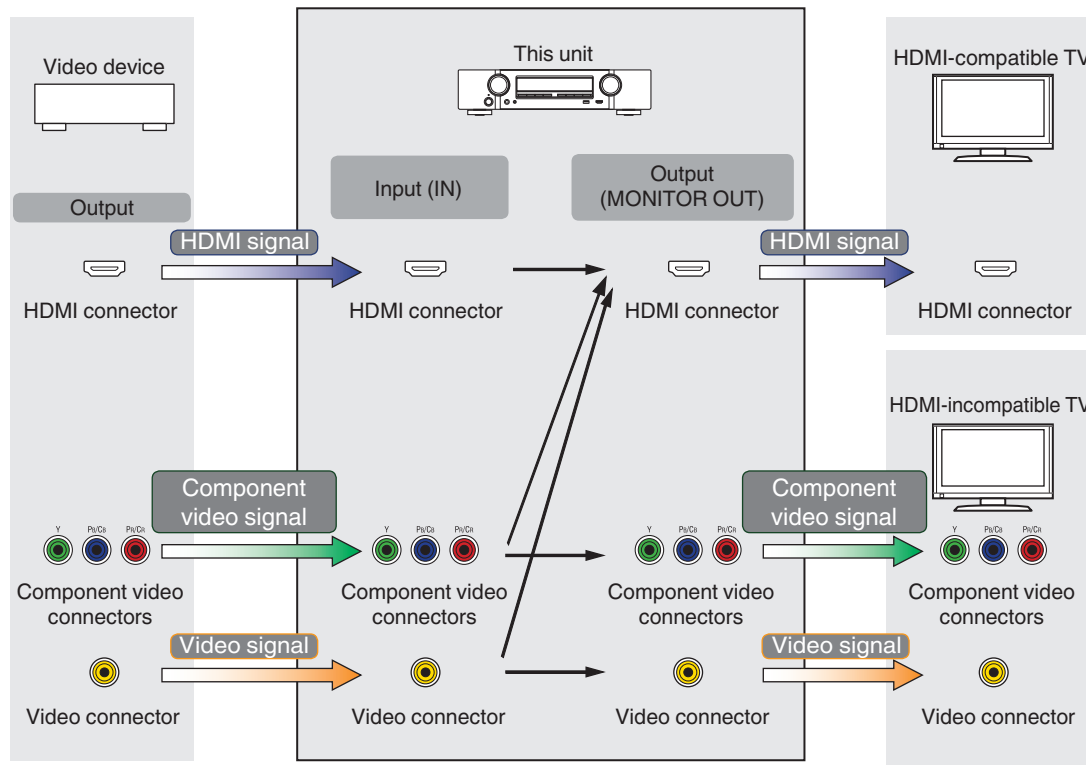 Video device
This unit
HDMI-compatible TV
Output
Input (IN)
Output
(MONITOR OUT)
HDMI signal
HDMI signal
HDMI connector
HDMI connector
HDMI connector
HDMI connector
HDMI-incompatible TV
Component
video signal
Component
video signal
Y PB/CB PR/CR
Y PB/CB PR/CR
Y PB/CB PR/CR
Y PB/CB PR/CR
Component video
connectors
Component video
connectors
Component video
connectors
Component video
connectors
Video signal
Video signal
Video connector
Video connector
Video connector
Video connector